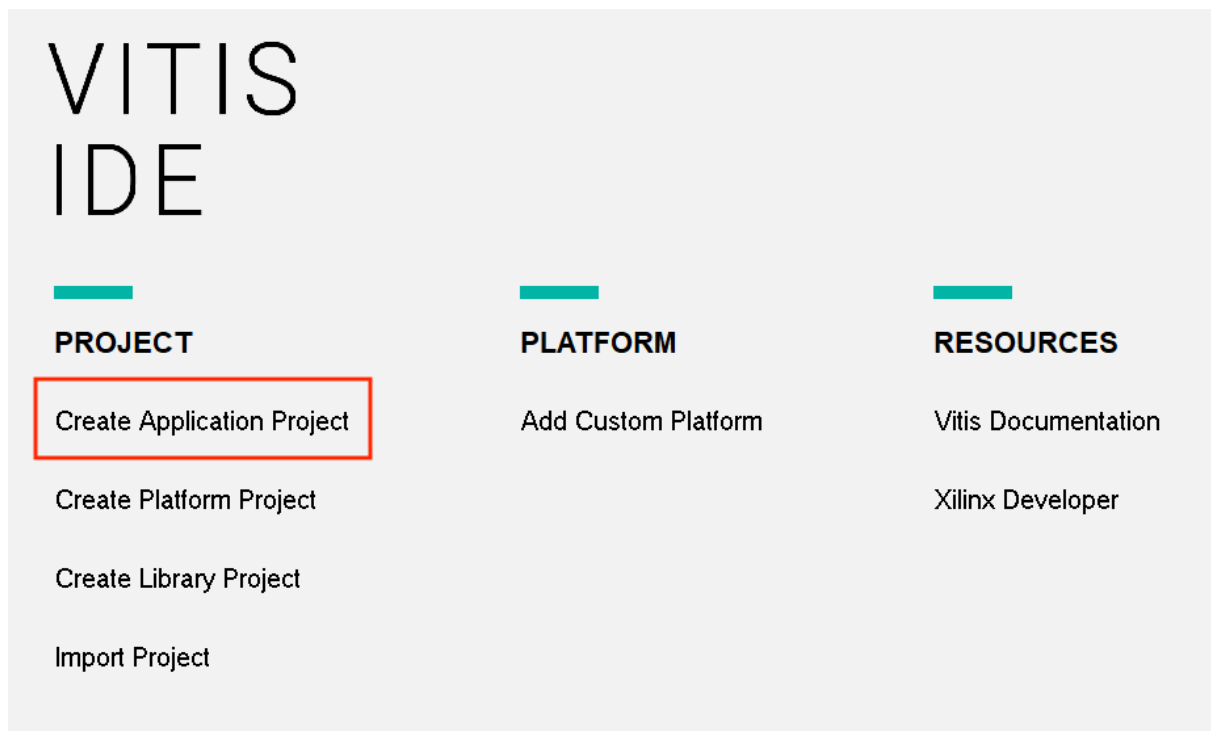 VITIS
IDE
PROJECT
Create Application Project
Create Platform Project
Create Library Project
Import Project
PLATFORM
Add Custom Platform
RESOURCES
Vitis Documentation
Xilinx Developer